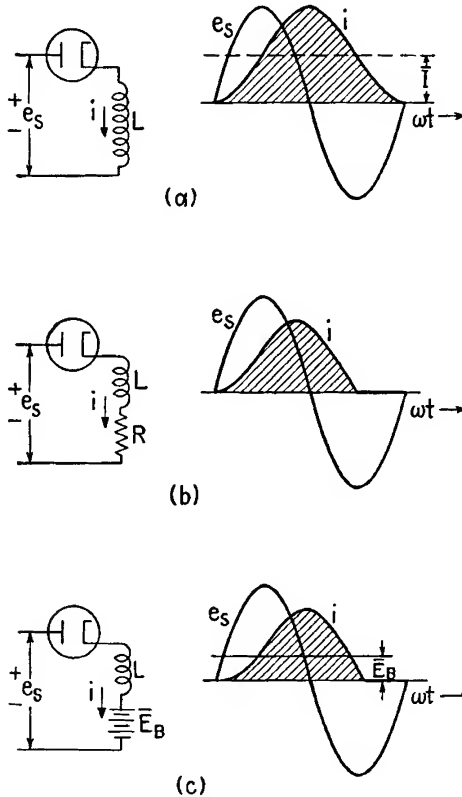 e_s i
+ e_s - i L Ī
ωt
(a)
e_s i
+ e_s - i L R
ωt
(b)
e_s i
+ e_s - i L Ē_B Ē_B
ωt
(c)